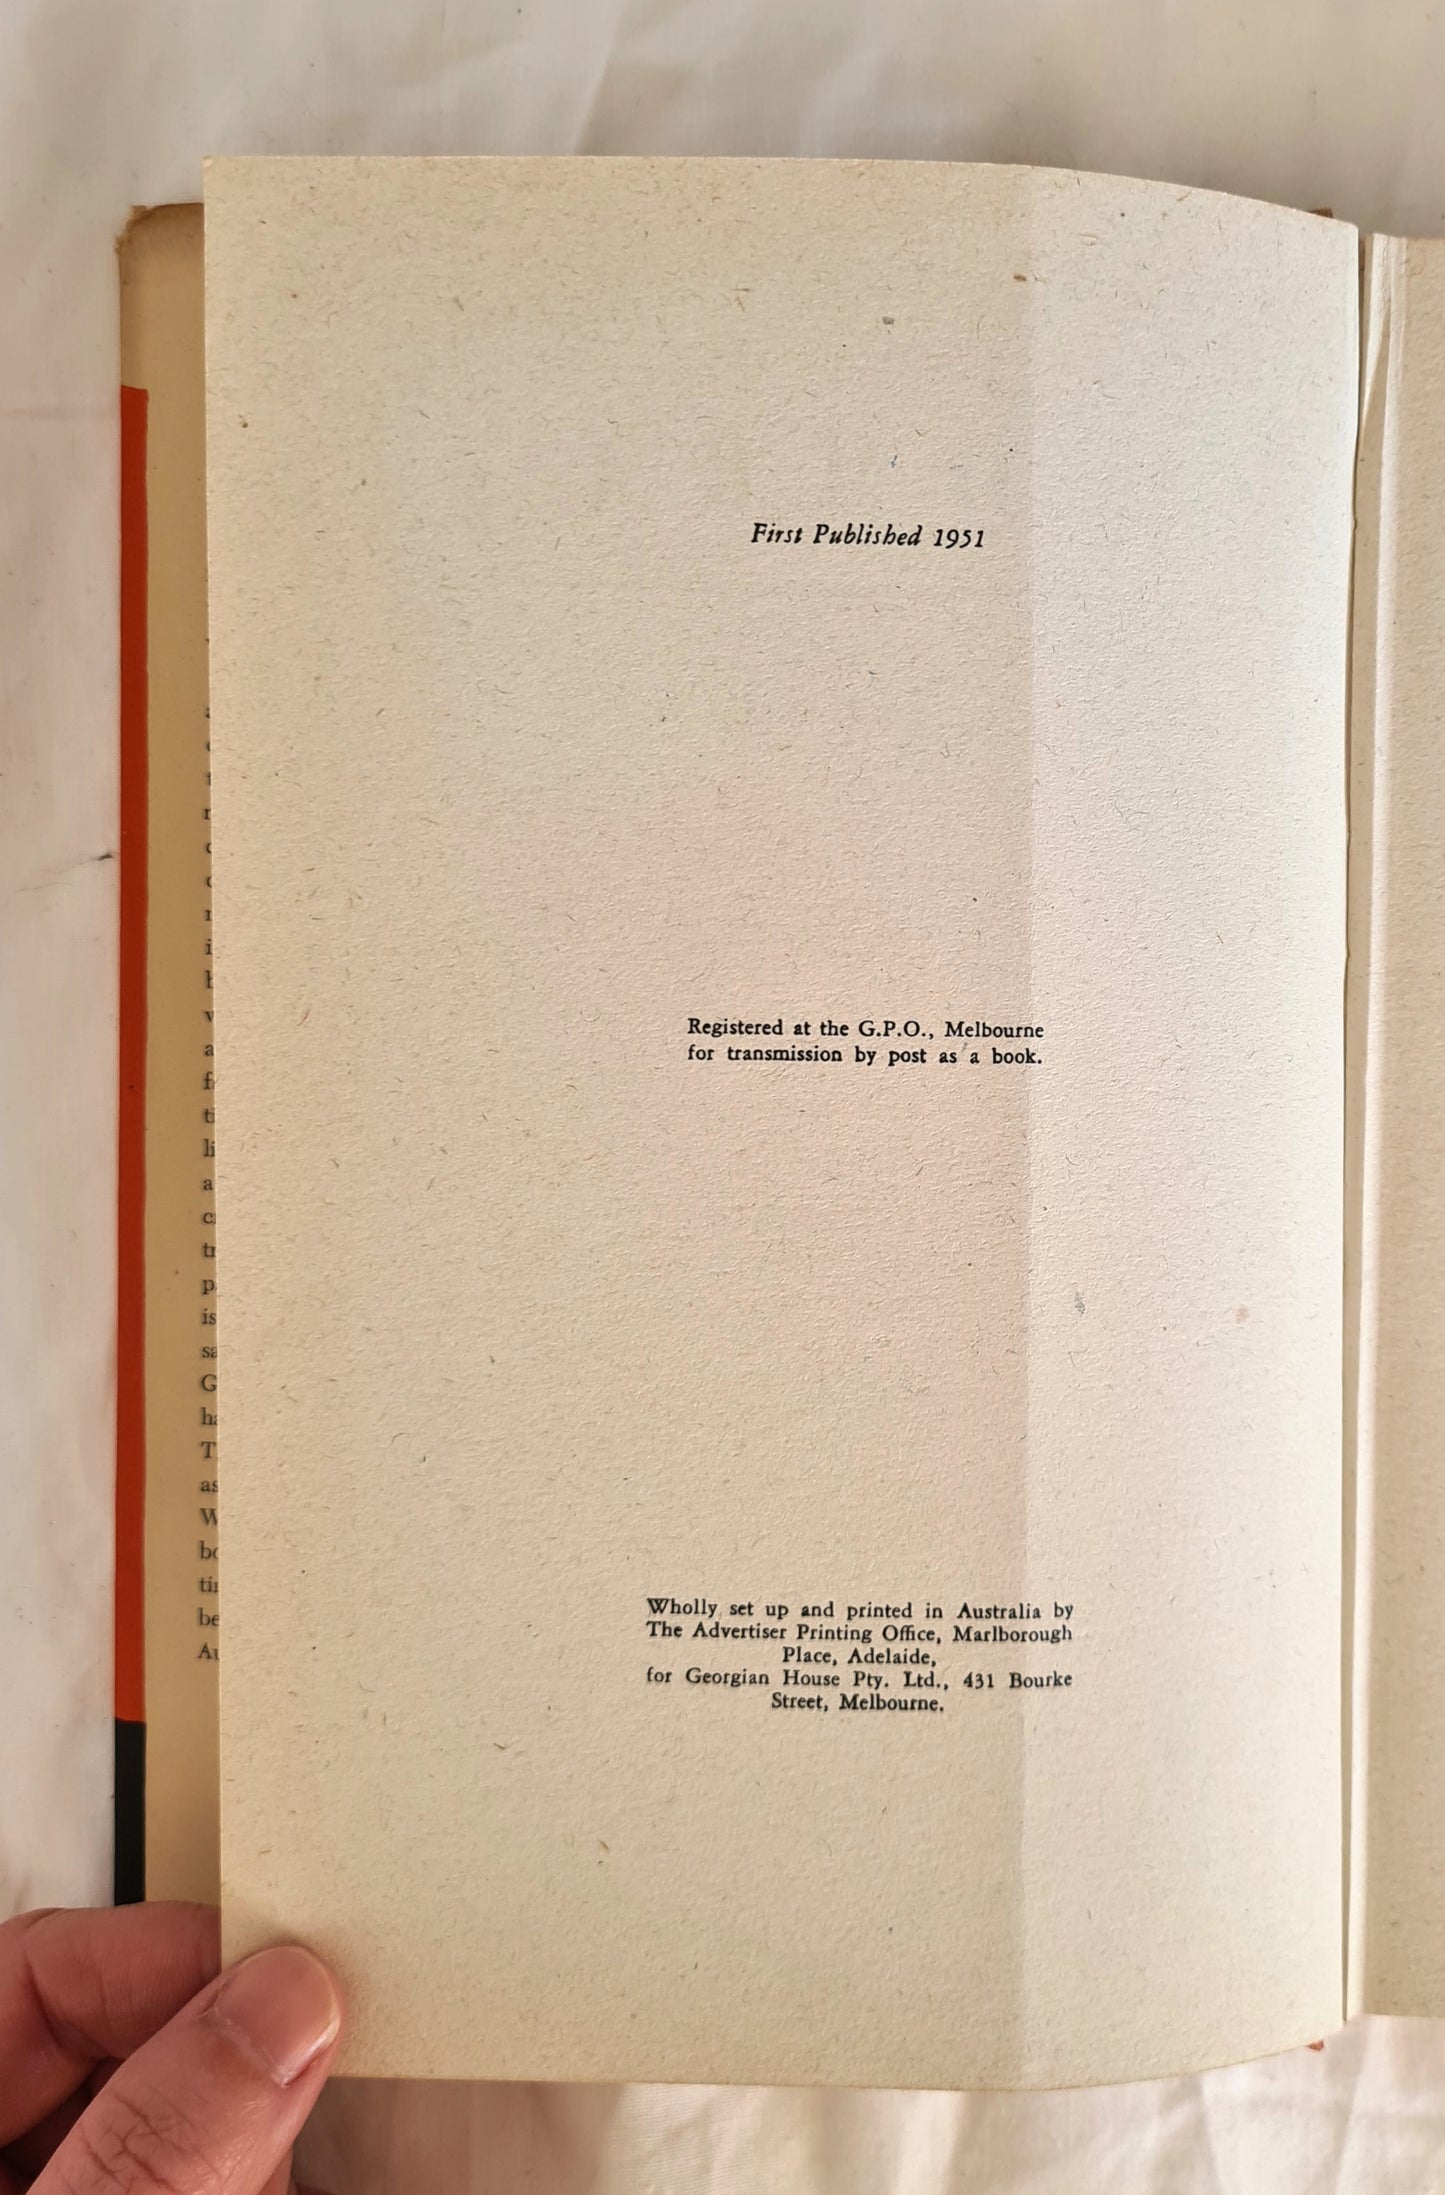 First Published 1951
Registered at the G.P.O., Melbourne
for transmission by post as a book.
Wholly set up and printed in Australia by
The Advertiser Printing Office, Marlborough
Place, Adelaide,
for Georgian House Pty. Ltd., 431 Bourke
Street, Melbourne.